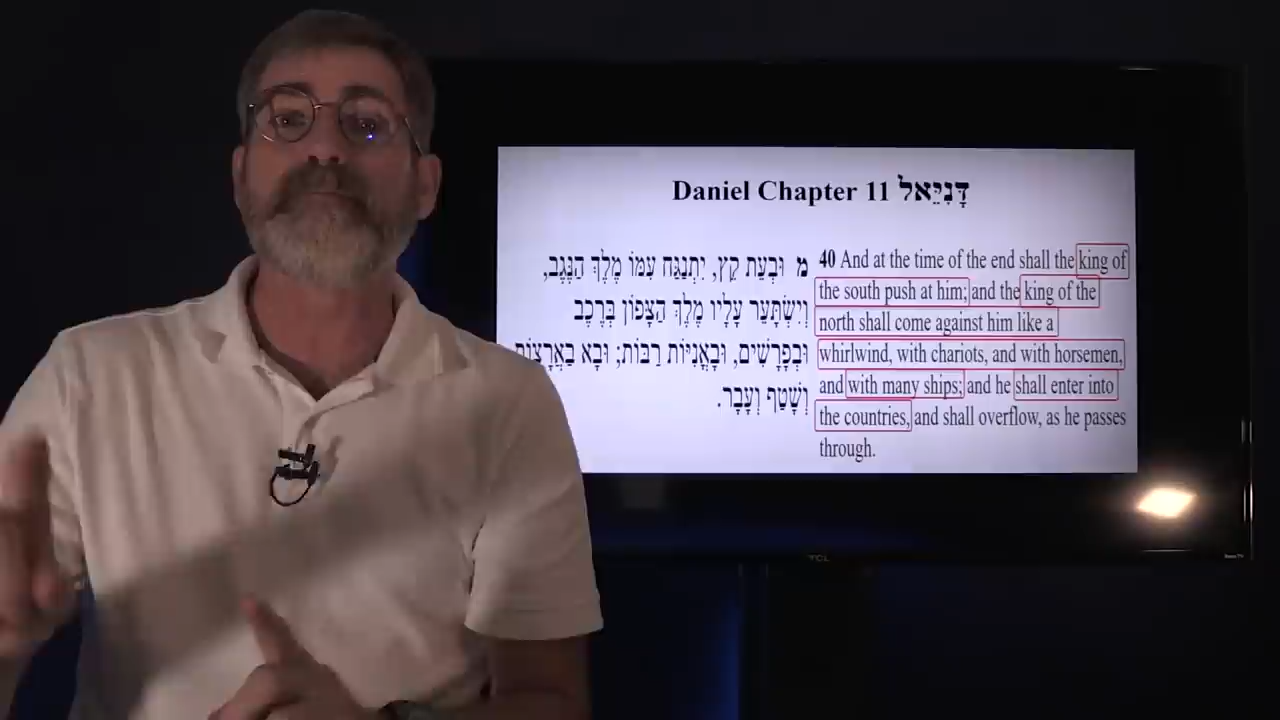 Daniel Chapter 11 דָּנִיֵּאל
מ וּבְעֵת קֵץ, יִתְנַגַּח עִמּוֹ מֶלֶךְ הַנֶּגֶב,
וְיִשְׂתָּעֵר עָלָיו מֶלֶךְ הַצָּפוֹן בְּרֶכֶב
וּבְפָרָשִׁים, וּבָאֳנִיּוֹת רַבּוֹת; וּבָא בַאֲרָצוֹת
וְשָׁטַף וְעָבָר.
40 And at the time of the end shall the king of
the south push at him; and the king of the
north shall come against him like a
whirlwind, with chariots, and with horsemen,
and with many ships; and he shall enter into
the countries, and shall overflow, as he passes
through.
TCL